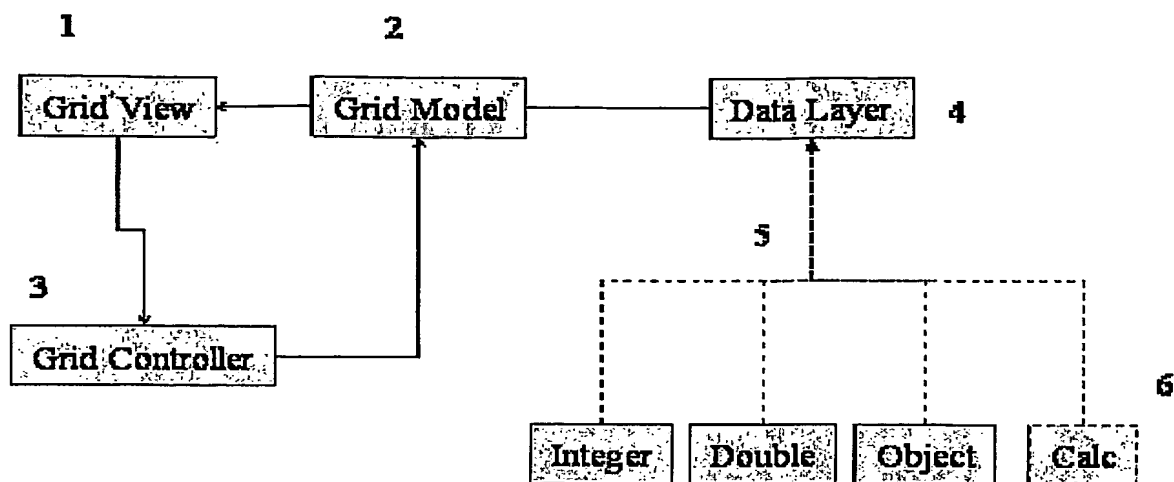 1
2
Grid View
Grid Model
Data Layer
4
5
3
Grid Controller
6
Integer
Double
Object
Calc